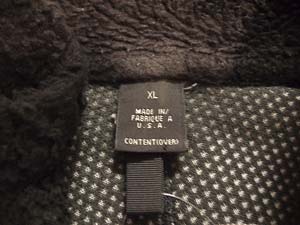 XL
MADE IN/
FABRIQUE A
U.S.A.
CONTENT(OVER)